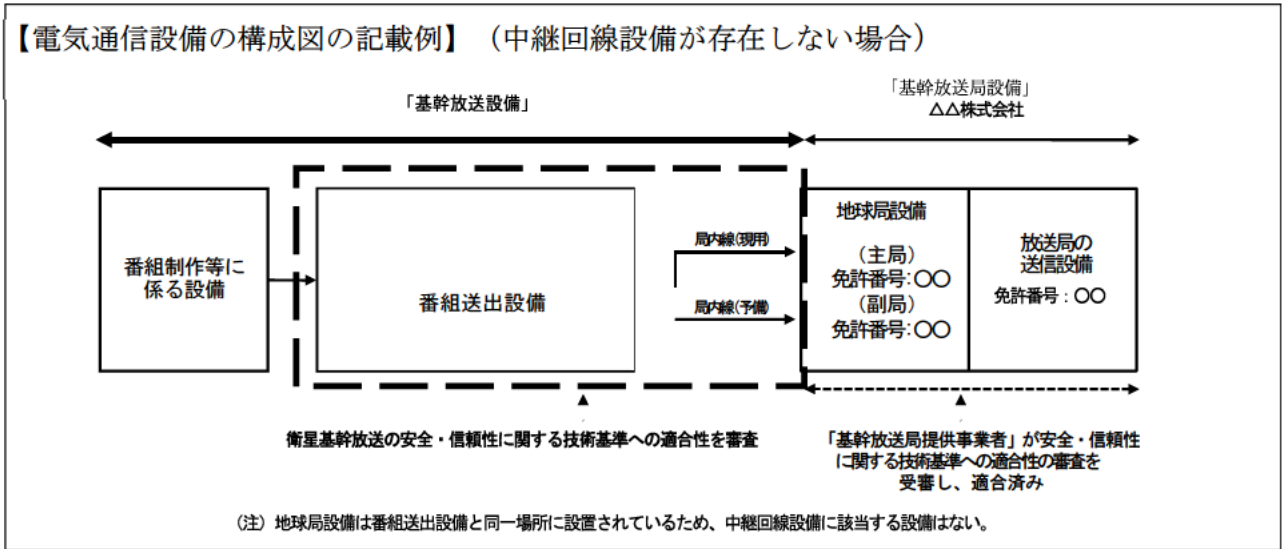 【電気通信設備の構成図の記載例】（中継回線設備が存在しない場合）
「基幹放送設備」
「基幹放送局設備」
△△株式会社
番組制作等に
係る設備
番組送出設備
局内線(現用)
局内線(予備)
地球局設備
（主局）
免許番号:〇〇
（副局）
免許番号:〇〇
放送局の
送信設備
免許番号：〇〇
衛星基幹放送の安全・信頼性に関する技術基準への適合性を審査
「基幹放送局提供事業者」が安全・信頼性
に関する技術基準への適合性の審査を
受審し、適合済み
（注）地球局設備は番組送出設備と同一場所に設置されているため、中継回線設備に該当する設備はない。